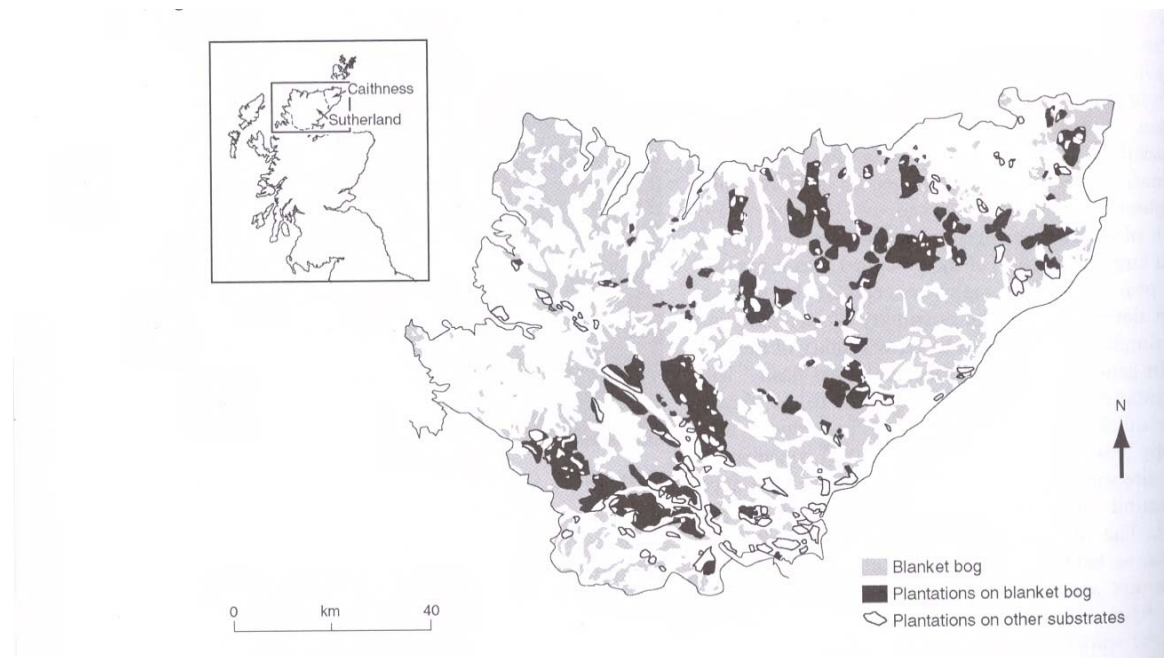 Caithness
Sutherland
N
Blanket bog
Plantations on blanket bog
Plantations on other substrates
0 km 40